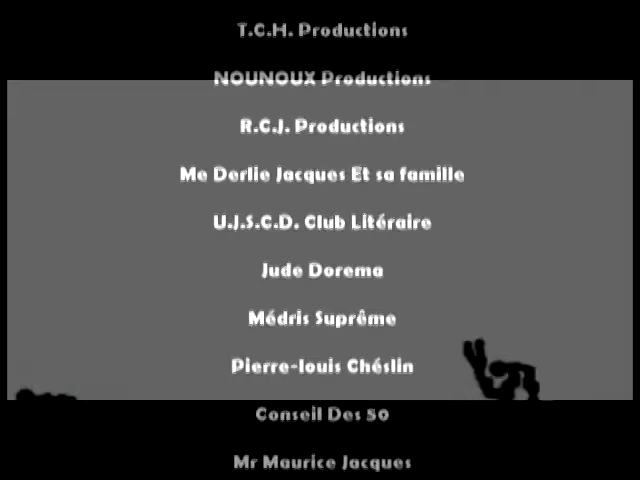 T.C.H. Productions
NOUNOUX Productions
R.C.J. Productions
Me Derlie Jacques Et sa famille
U.J.S.C.D. Club Litéraire
Jude Dorema
Médris Suprême
Pierre-louis Chéslin
Conseil Des 50
Mr Maurice Jacques